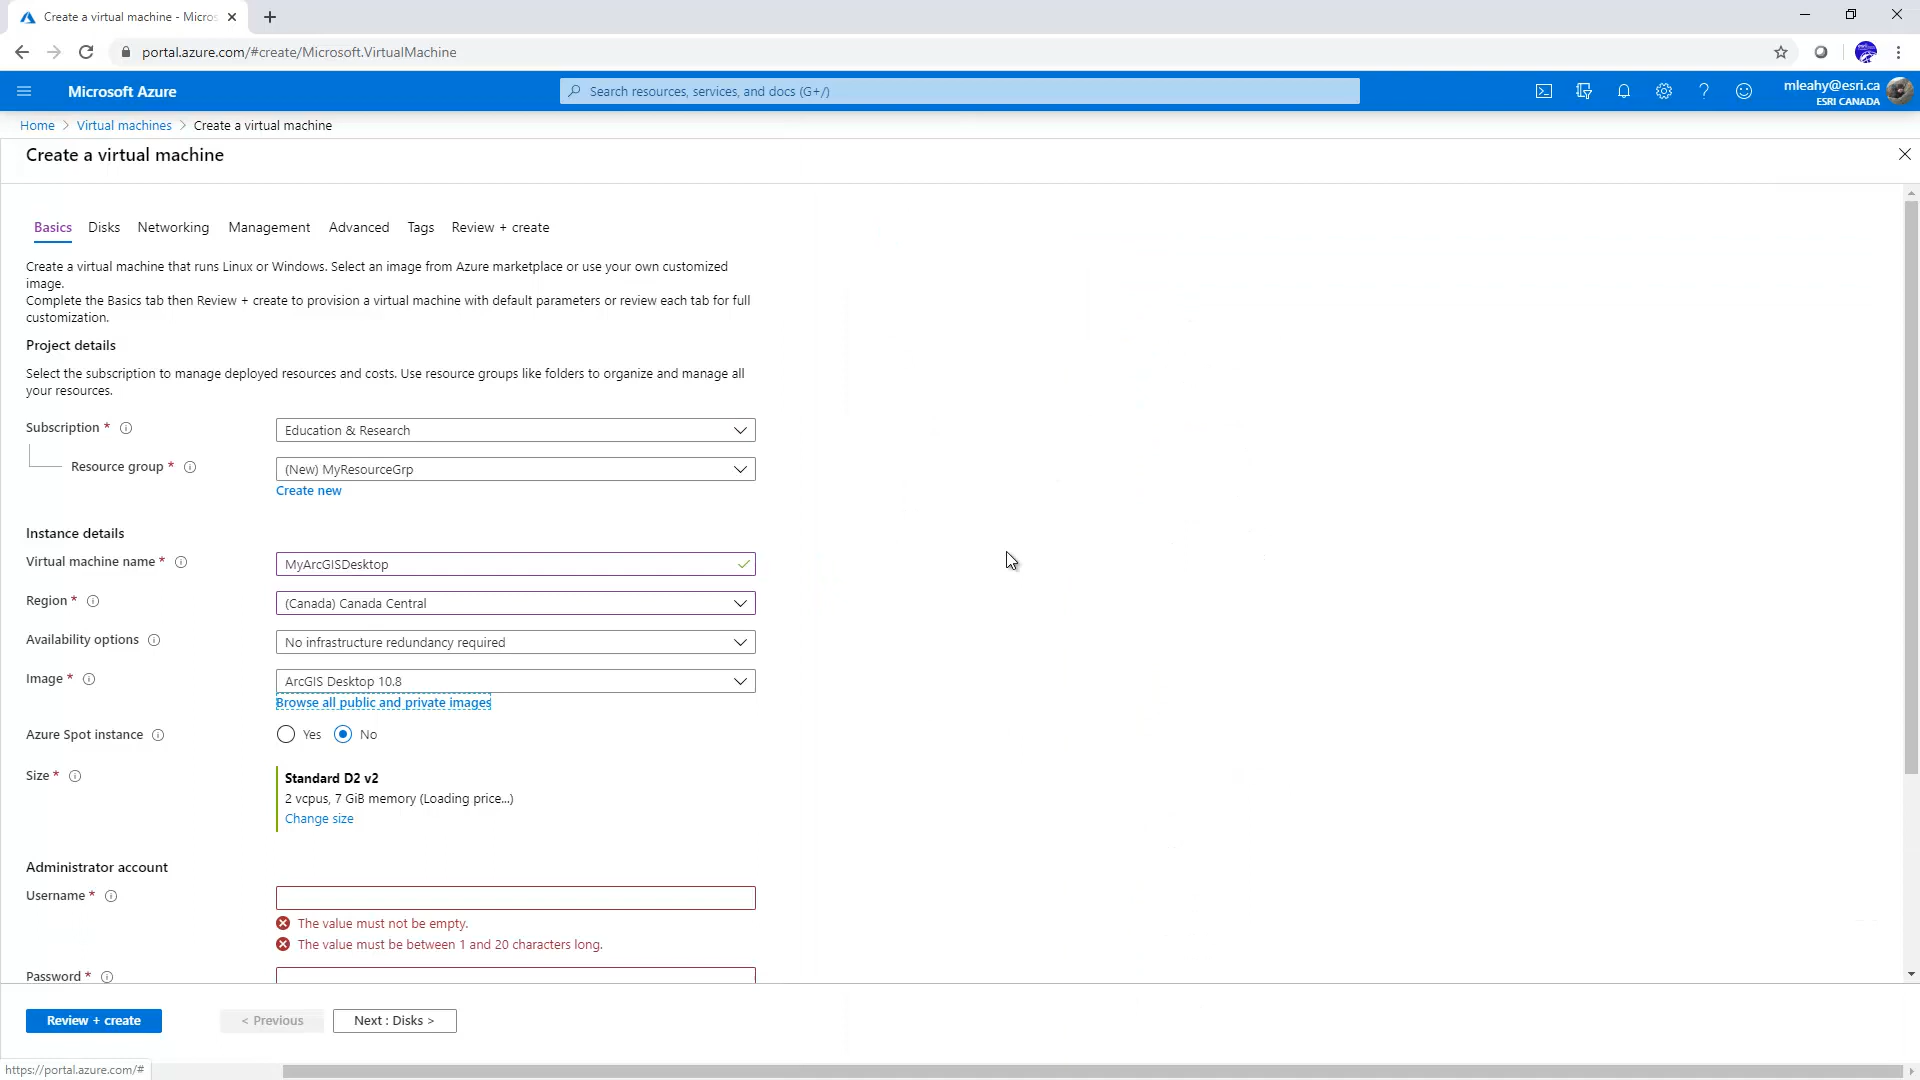 Create a virtual machine - Micros
portal.azure.com/#create/Microsoft.VirtualMachine
Microsoft Azure
Search resources, services, and docs (G+/)
mleahy@esri.ca
ESRI CANADA
Home > Virtual machines > Create a virtual machine
Create a virtual machine
Basics Disks Networking Management Advanced Tags Review + create
Create a virtual machine that runs Linux or Windows. Select an image from Azure marketplace or use your own customized
image.
Complete the Basics tab then Review + create to provision a virtual machine with default parameters or review each tab for full
customization.
Project details
Select the subscription to manage deployed resources and costs. Use resource groups like folders to organize and manage all
your resources.
Subscription * Education & Research
Resource group * (New) MyResourceGrp
Create new
Instance details
Virtual machine name * MyArcGISDesktop
Region * (Canada) Canada Central
Availability options No infrastructure redundancy required
Image * ArcGIS Desktop 10.8
Browse all public and private images
Azure Spot instance Yes No
Size * Standard D2 v2
2 vcpus, 7 GiB memory (Loading price...)
Change size
Administrator account
Username *
The value must not be empty.
The value must be between 1 and 20 characters long.
Password *
Review + create < Previous Next : Disks >
https://portal.azure.com/#